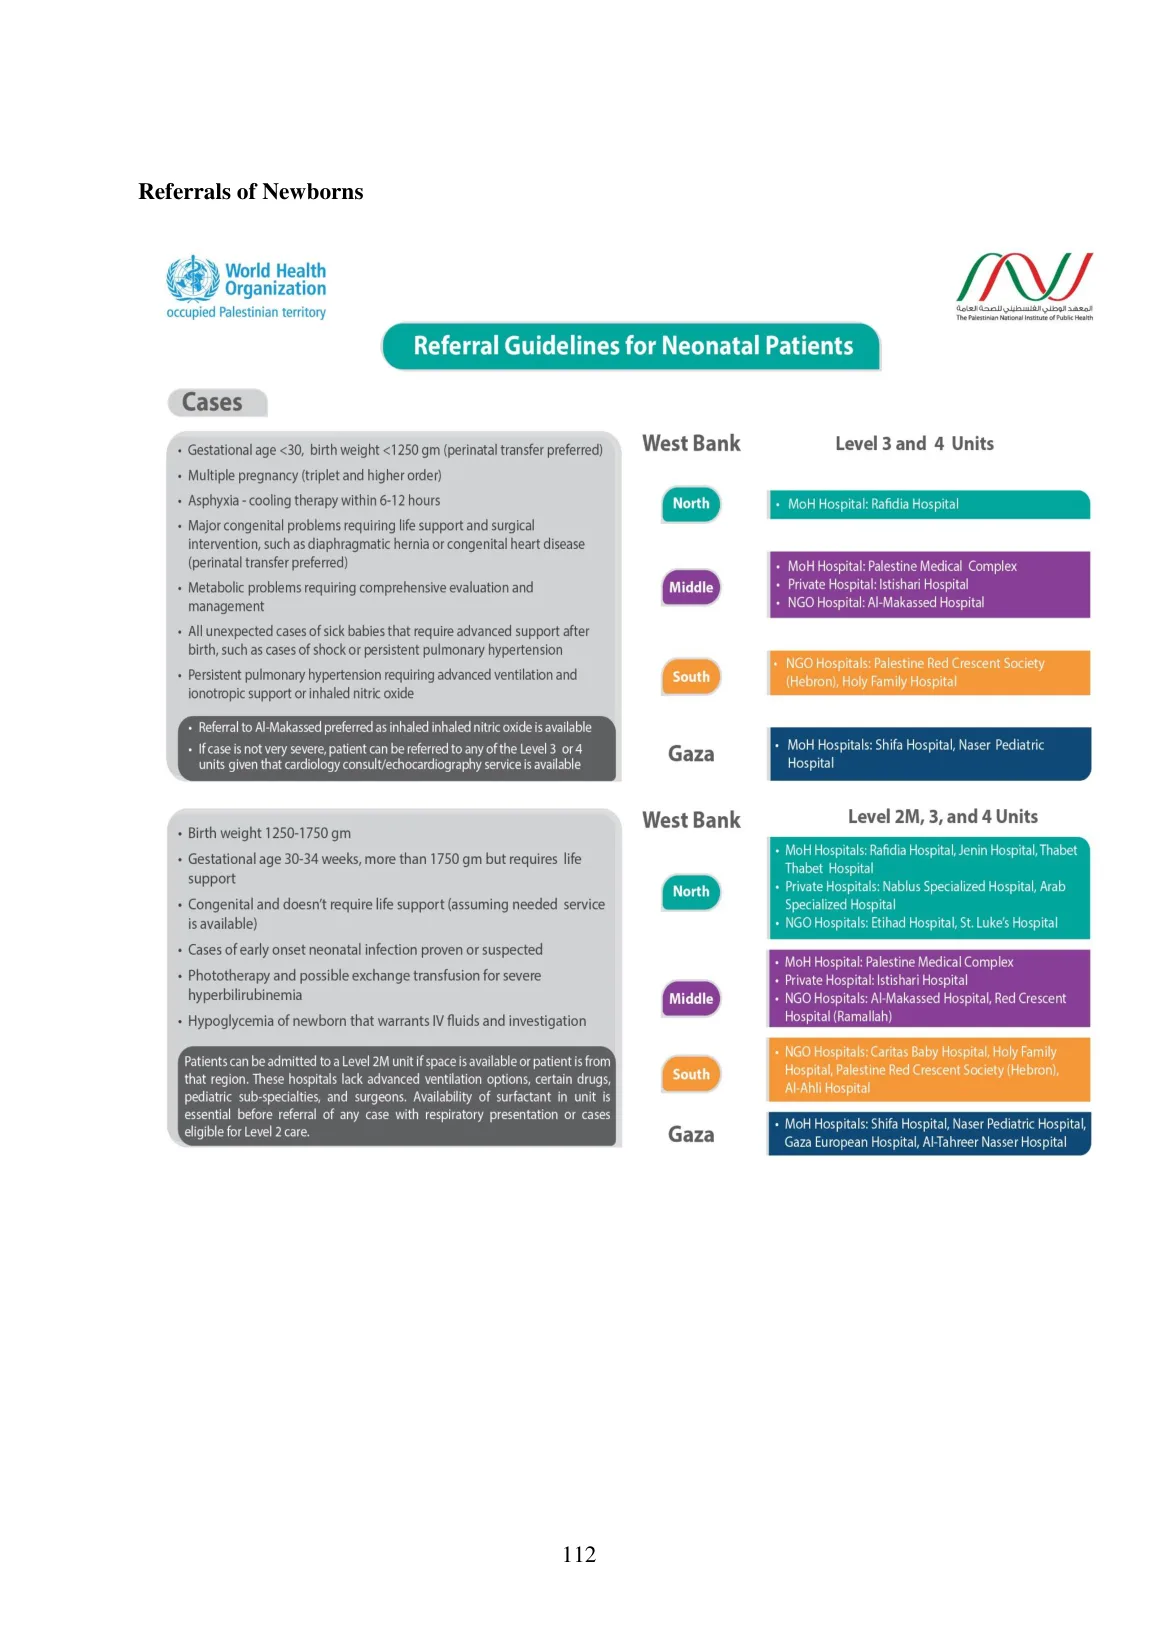 Referrals of Newborns
World Health
Organization
occupied Palestinian territory
المعهد الوطني الفلسطيني للصحة العامة
The Palestinian National Institute of Public Health
Referral Guidelines for Neonatal Patients
Cases
• Gestational age <30, birth weight <1250 gm (perinatal transfer preferred)
• Multiple pregnancy (triplet and higher order)
• Asphyxia - cooling therapy within 6-12 hours
• Major congenital problems requiring life support and surgical
intervention, such as diaphragmatic hernia or congenital heart disease
(perinatal transfer preferred)
• Metabolic problems requiring comprehensive evaluation and
management
• All unexpected cases of sick babies that require advanced support after
birth, such as cases of shock or persistent pulmonary hypertension
• Persistent pulmonary hypertension requiring advanced ventilation and
ionotropic support or inhaled nitric oxide
• Referral to Al-Makassed preferred as inhaled inhaled nitric oxide is available
• If case is not very severe, patient can be referred to any of the Level 3 or 4
units given that cardiology consult/echocardiography service is available
West Bank
Level 3 and 4 Units
North
• MoH Hospital: Rafidia Hospital
Middle
• MoH Hospital: Palestine Medical Complex
• Private Hospital: Istishari Hospital
• NGO Hospital: Al-Makassed Hospital
South
• NGO Hospitals: Palestine Red Crescent Society
(Hebron), Holy Family Hospital
Gaza
• MoH Hospitals: Shifa Hospital, Naser Pediatric
Hospital
• Birth weight 1250-1750 gm
• Gestational age 30-34 weeks, more than 1750 gm but requires life
support
• Congenital and doesn't require life support (assuming needed service
is available)
• Cases of early onset neonatal infection proven or suspected
• Phototherapy and possible exchange transfusion for severe
hyperbilirubinemia
• Hypoglycemia of newborn that warrants IV fluids and investigation
Patients can be admitted to a Level 2M unit if space is available or patient is from
that region. These hospitals lack advanced ventilation options, certain drugs,
pediatric sub-specialties, and surgeons. Availability of surfactant in unit is
essential before referral of any case with respiratory presentation or cases
eligible for Level 2 care.
West Bank
Level 2M, 3, and 4 Units
North
• MoH Hospitals: Rafidia Hospital, Jenin Hospital, Thabet
Thabet Hospital
• Private Hospitals: Nablus Specialized Hospital, Arab
Specialized Hospital
• NGO Hospitals: Etihad Hospital, St. Luke's Hospital
Middle
• MoH Hospital: Palestine Medical Complex
• Private Hospital: Istishari Hospital
• NGO Hospitals: Al-Makassed Hospital, Red Crescent
Hospital (Ramallah)
South
• NGO Hospitals: Caritas Baby Hospital, Holy Family
Hospital, Palestine Red Crescent Society (Hebron),
Al-Ahli Hospital
Gaza
• MoH Hospitals: Shifa Hospital, Naser Pediatric Hospital,
Gaza European Hospital, Al-Tahreer Nasser Hospital
112